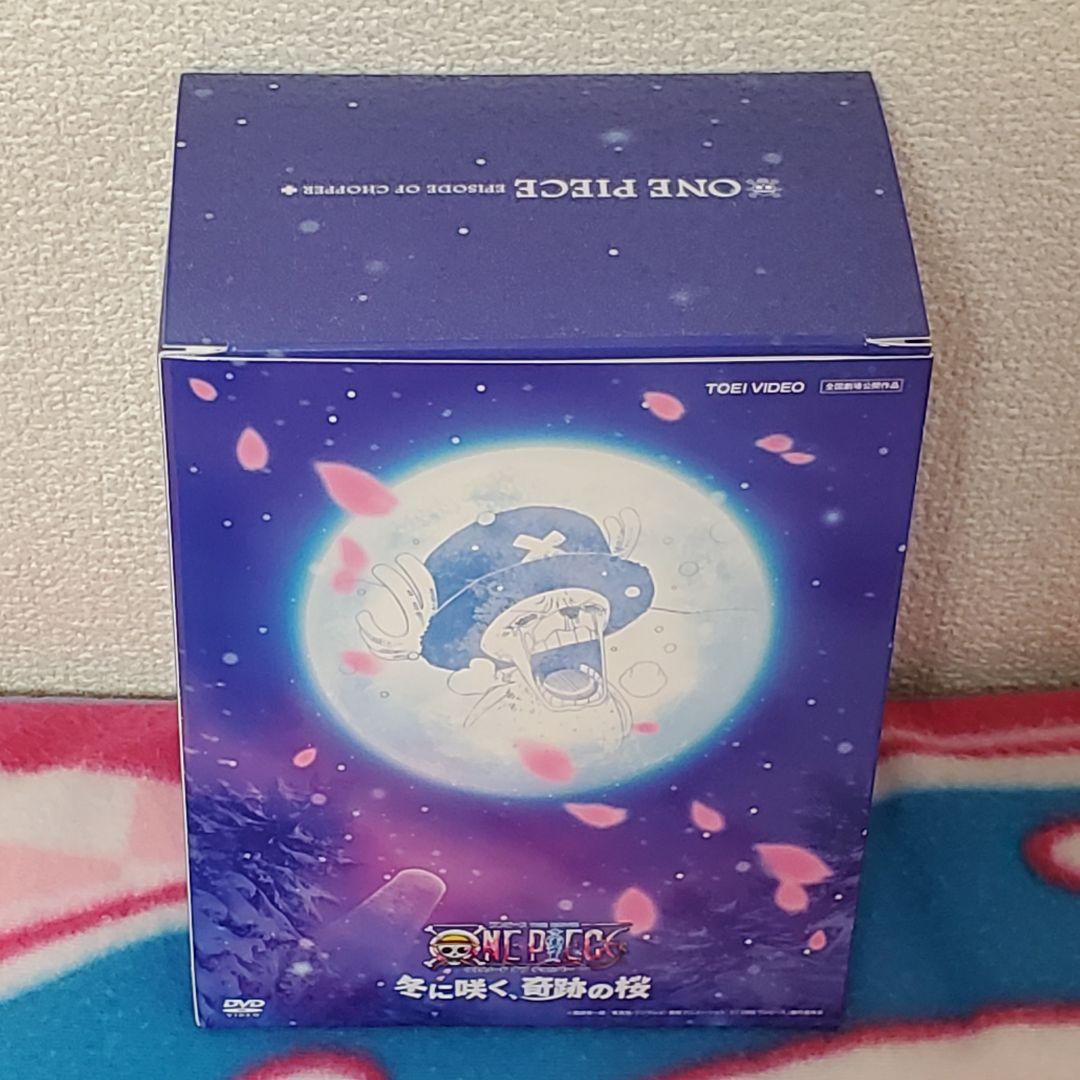 ONE PIECE EPISODE OF CHOPPER +
TOEI VIDEO 全国劇場公開作品
ONE PIECE
冬に咲く、奇跡の桜
DVD
VIDEO